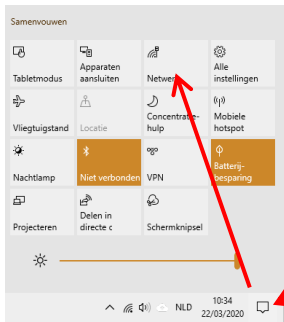 Samenvouwen
Tabletmodus
Apparaten
aansluiten
Netwerk
Alle
instellingen
Vliegtuigstand
Locatie
Concentratie-
hulp
Mobiele
hotspot
Nachtlamp
Niet verbonden
VPN
Batterij-
besparing
Projecteren
Delen in
directe c
Schermknipsel
NLD
10:34
22/03/2020